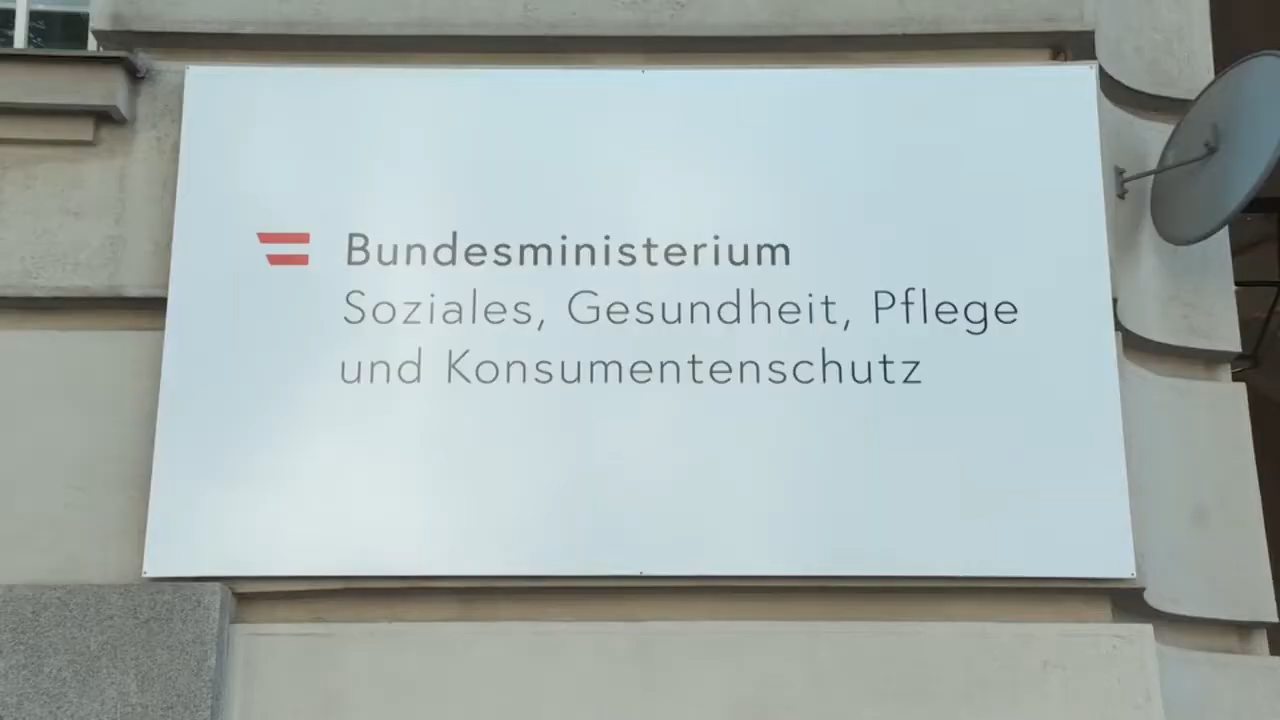 Bundesministerium
Soziales, Gesundheit, Pflege
und Konsumentenschutz